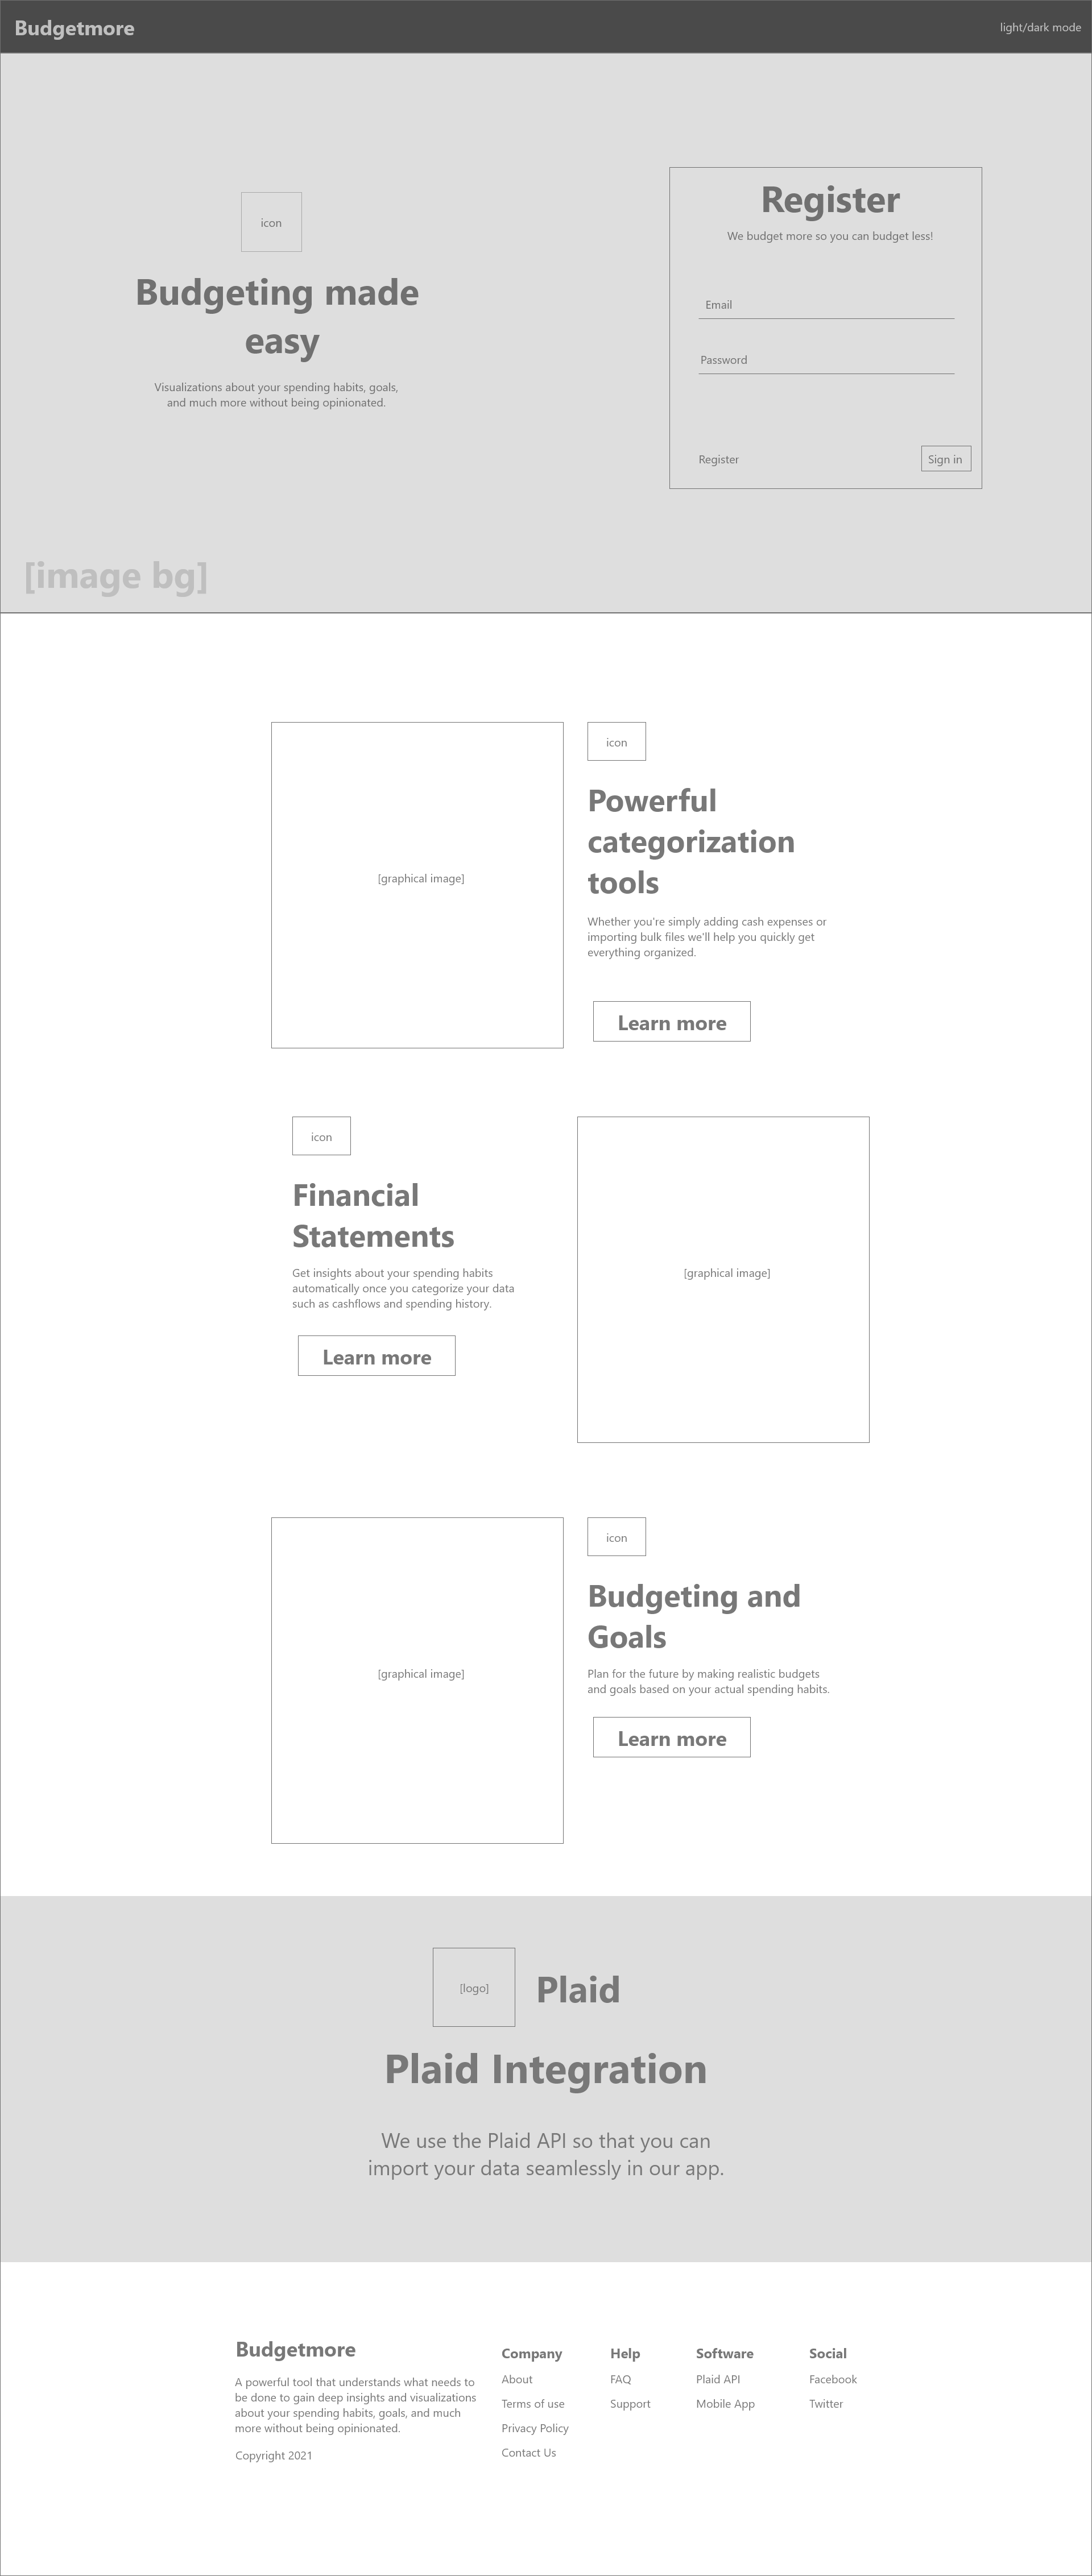 Budgetmore
light/dark mode
icon
Budgeting made
easy
Visualizations about your spending habits, goals,
and much more without being opinionated.
Register
We budget more so you can budget less!
Email
Password
Register
Sign in
[image bg]
[graphical image]
icon
Powerful
categorization
tools
Whether you're simply adding cash expenses or
importing bulk files we'll help you quickly get
everything organized.
Learn more
icon
Financial
Statements
Get insights about your spending habits
automatically once you categorize your data
such as cashflows and spending history.
Learn more
[graphical image]
[graphical image]
icon
Budgeting and
Goals
Plan for the future by making realistic budgets
and goals based on your actual spending habits.
Learn more
[logo]
Plaid
Plaid Integration
We use the Plaid API so that you can
import your data seamlessly in our app.
Budgetmore
A powerful tool that understands what needs to
be done to gain deep insights and visualizations
about your spending habits, goals, and much
more without being opinionated.
Copyright 2021
Company
About
Terms of use
Privacy Policy
Contact Us
Help
FAQ
Support
Software
Plaid API
Mobile App
Social
Facebook
Twitter